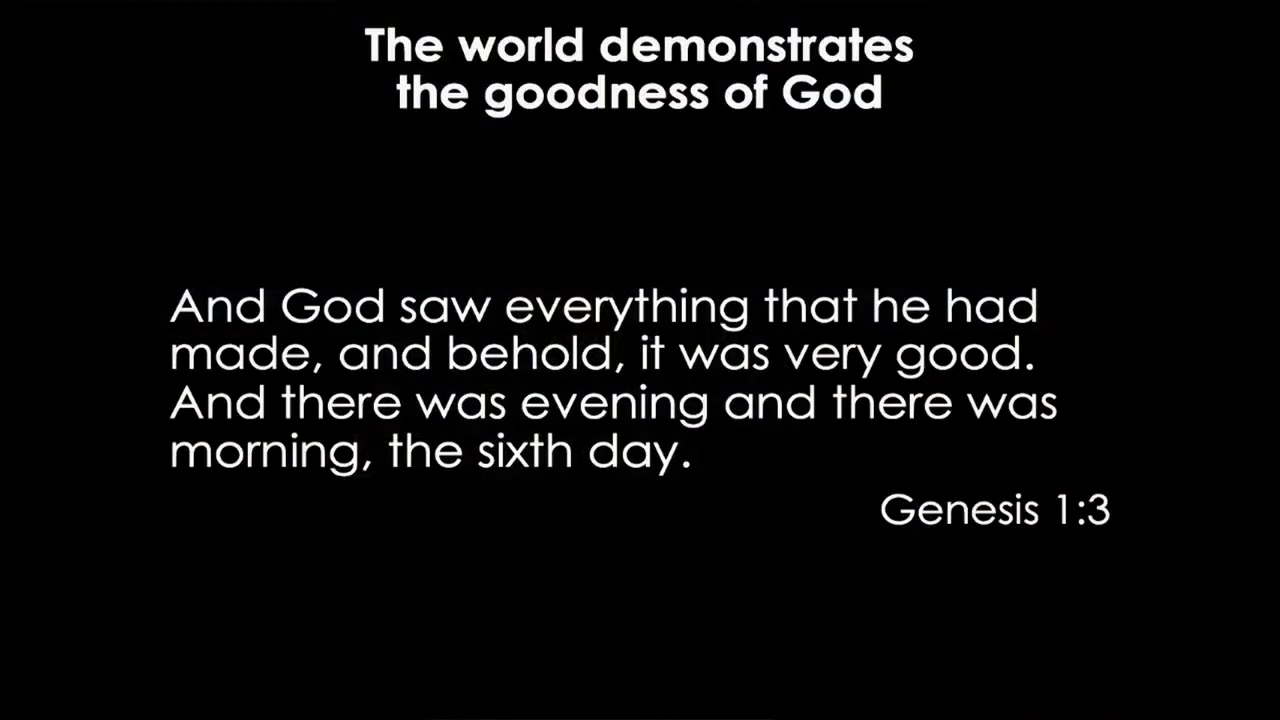 The world demonstrates
the goodness of God
And God saw everything that he had
made, and behold, it was very good.
And there was evening and there was
morning, the sixth day.
Genesis 1:3